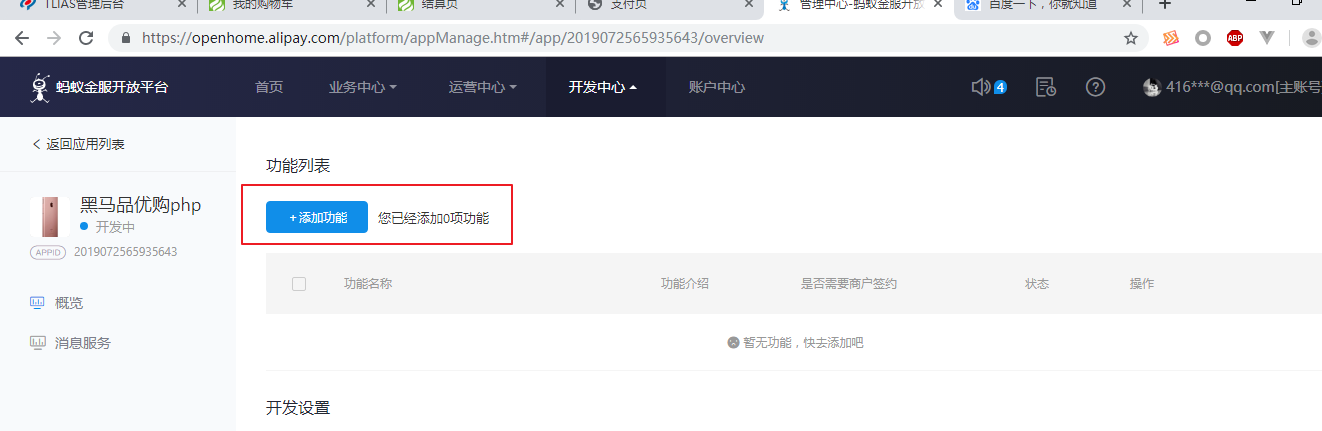 TLIAS管理后台
我的购物车
结算页
支付页
管理中心-蚂蚁金服开放
百度一下，你就知道
https://openhome.alipay.com/platform/appManage.htm#/app/2019072565935643/overview
ABP
蚂蚁金服开放平台
首页
业务中心
运营中心
开发中心
账户中心
4
416***@qq.com[主账号
返回应用列表
功能列表
黑马品优购php
开发中
APPID 2019072565935643
+添加功能 您已经添加0项功能
功能名称 功能介绍 是否需要商户签约 状态 操作
概览
消息服务
暂无功能，快去添加吧
开发设置